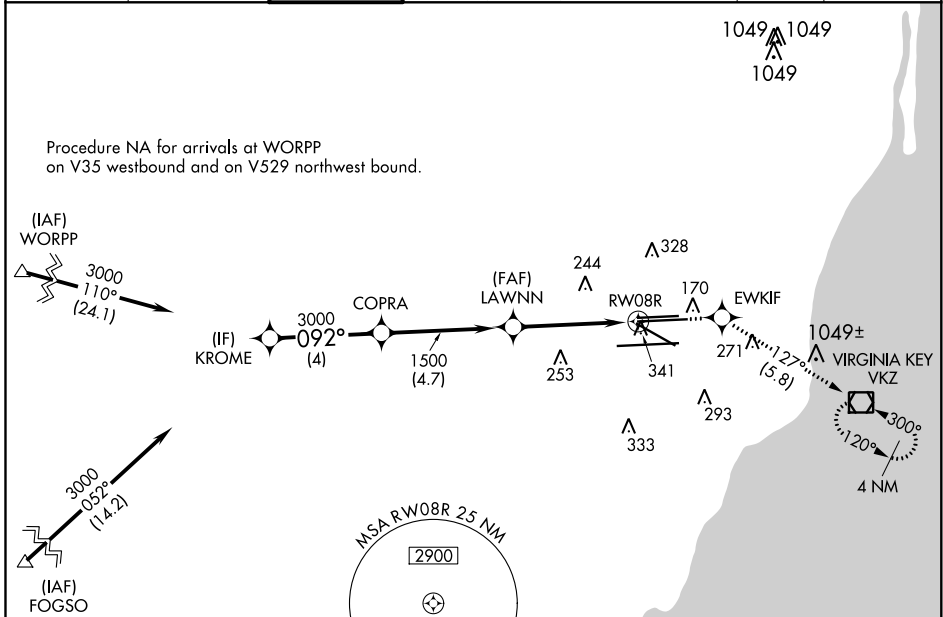 1049 1049
1049
Procedure NA for arrivals at WORPP
on V35 westbound and on V529 northwest bound.
(IAF)
WORPP
3000
110°
(24.1)
(IF)
KROME
3000
092°
(4)
COPRA
1500
(4.7)
(FAF)
LAWNN
244
253
328
RW08R
341
170
EWKIF
271
127°
(5.8)
1049±
VIRGINIA KEY
VKZ
300°
120°
4 NM
293
333
3000
052°
(14.2)
(IAF)
FOGSO
MSA RW08R 25 NM
2900